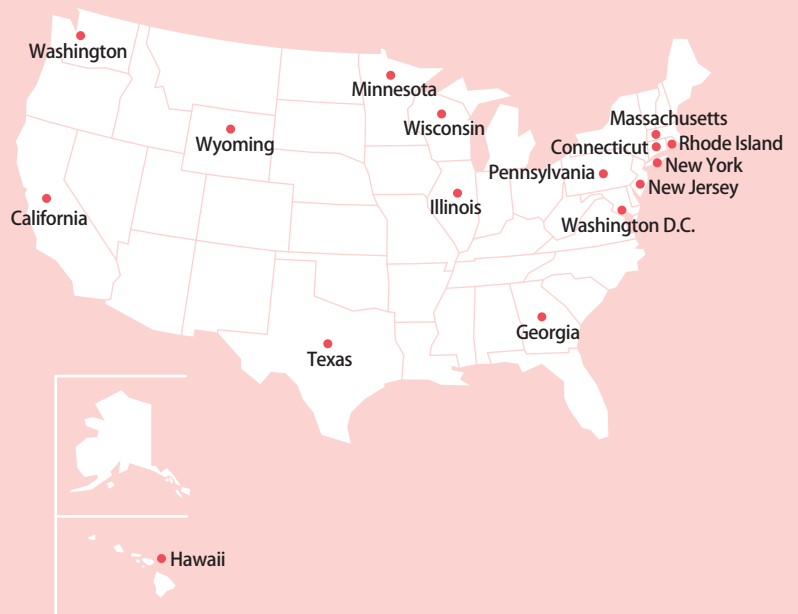 Washington
Minnesota
Massachusetts
Wisconsin
Wyoming
Rhode Island
Connecticut
New York
Pennsylvania
New Jersey
Illinois
California
Washington D.C.
Georgia
Texas
Hawaii